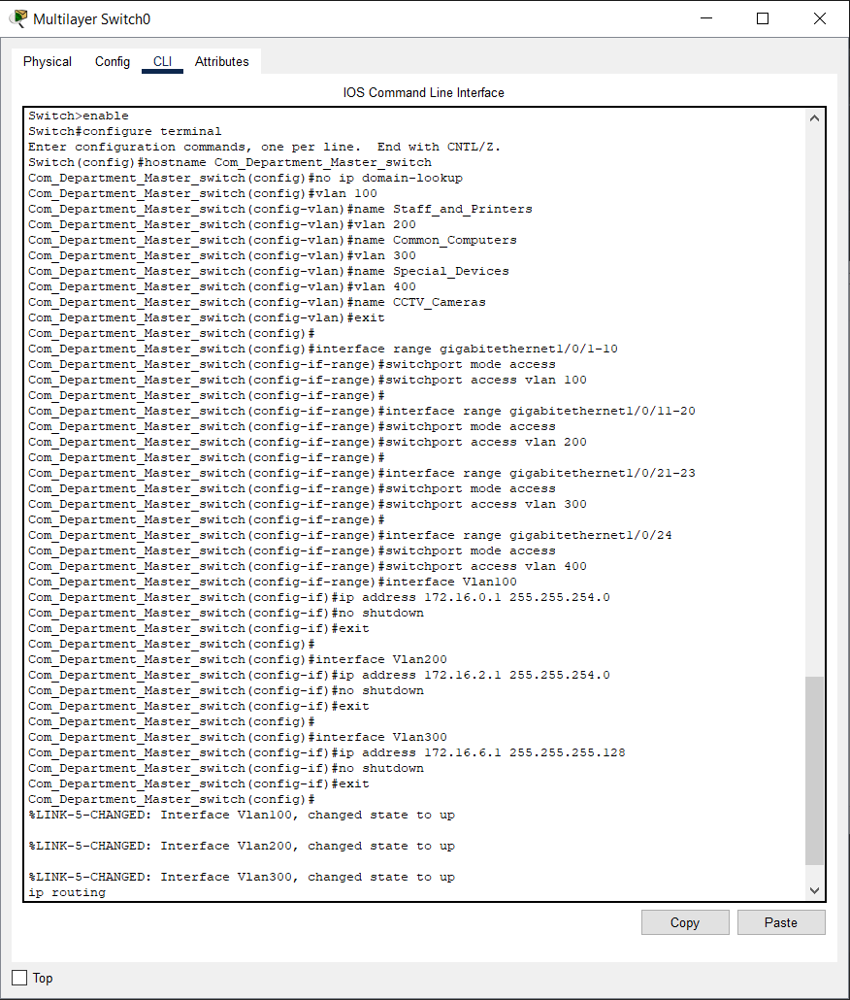 Multilayer Switch0
Physical Config CLI Attributes
IOS Command Line Interface
Switch>enable
Switch#configure terminal
Enter configuration commands, one per line.  End with CNTL/Z.
Switch(config)#hostname Com_Department_Master_switch
Com_Department_Master_switch(config)#no ip domain-lookup
Com_Department_Master_switch(config)#vlan 100
Com_Department_Master_switch(config-vlan)#name Staff_and_Printers
Com_Department_Master_switch(config-vlan)#vlan 200
Com_Department_Master_switch(config-vlan)#name Common_Computers
Com_Department_Master_switch(config-vlan)#vlan 300
Com_Department_Master_switch(config-vlan)#name Special_Devices
Com_Department_Master_switch(config-vlan)#vlan 400
Com_Department_Master_switch(config-vlan)#name CCTV_Cameras
Com_Department_Master_switch(config-vlan)#exit
Com_Department_Master_switch(config)#
Com_Department_Master_switch(config)#interface range gigabitethernet1/0/1-10
Com_Department_Master_switch(config-if-range)#switchport mode access
Com_Department_Master_switch(config-if-range)#switchport access vlan 100
Com_Department_Master_switch(config-if-range)#
Com_Department_Master_switch(config-if-range)#interface range gigabitethernet1/0/11-20
Com_Department_Master_switch(config-if-range)#switchport mode access
Com_Department_Master_switch(config-if-range)#switchport access vlan 200
Com_Department_Master_switch(config-if-range)#
Com_Department_Master_switch(config-if-range)#interface range gigabitethernet1/0/21-23
Com_Department_Master_switch(config-if-range)#switchport mode access
Com_Department_Master_switch(config-if-range)#switchport access vlan 300
Com_Department_Master_switch(config-if-range)#
Com_Department_Master_switch(config-if-range)#interface range gigabitethernet1/0/24
Com_Department_Master_switch(config-if-range)#switchport mode access
Com_Department_Master_switch(config-if-range)#switchport access vlan 400
Com_Department_Master_switch(config-if-range)#interface Vlan100
Com_Department_Master_switch(config-if)#ip address 172.16.0.1 255.255.254.0
Com_Department_Master_switch(config-if)#no shutdown
Com_Department_Master_switch(config-if)#exit
Com_Department_Master_switch(config)#
Com_Department_Master_switch(config)#interface Vlan200
Com_Department_Master_switch(config-if)#ip address 172.16.2.1 255.255.254.0
Com_Department_Master_switch(config-if)#no shutdown
Com_Department_Master_switch(config-if)#exit
Com_Department_Master_switch(config)#
Com_Department_Master_switch(config)#interface Vlan300
Com_Department_Master_switch(config-if)#ip address 172.16.6.1 255.255.255.128
Com_Department_Master_switch(config-if)#no shutdown
Com_Department_Master_switch(config-if)#exit
Com_Department_Master_switch(config)#
%LINK-5-CHANGED: Interface Vlan100, changed state to up
%LINK-5-CHANGED: Interface Vlan200, changed state to up
%LINK-5-CHANGED: Interface Vlan300, changed state to up
ip routing
Copy Paste
Top